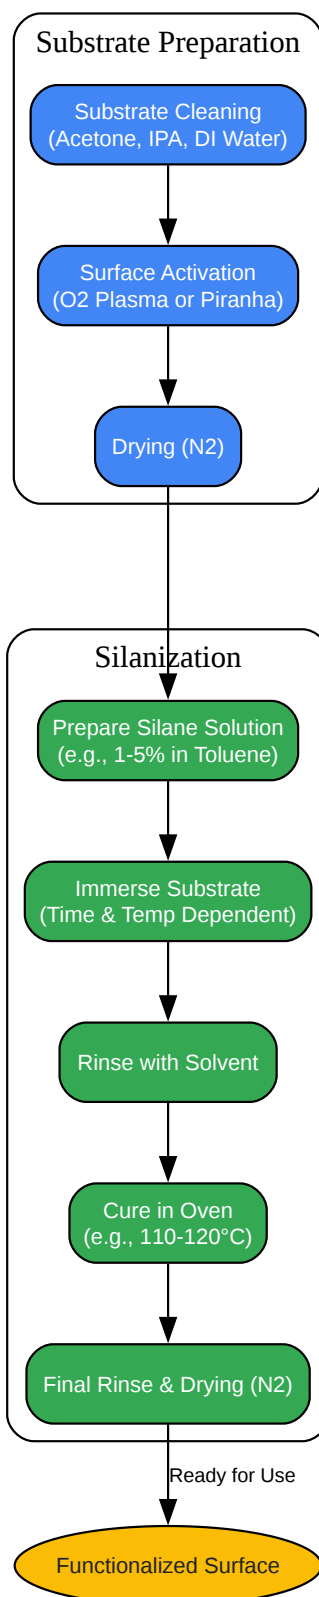 Substrate Preparation
Substrate Cleaning
(Acetone, IPA, DI Water)
Surface Activation
(O2 Plasma or Piranha)
Drying (N2)
Silanization
Prepare Silane Solution
(e.g., 1-5% in Toluene)
Immerse Substrate
(Time & Temp Dependent)
Rinse with Solvent
Cure in Oven
(e.g., 110-120°C)
Final Rinse & Drying (N2)
Ready for Use
Functionalized Surface